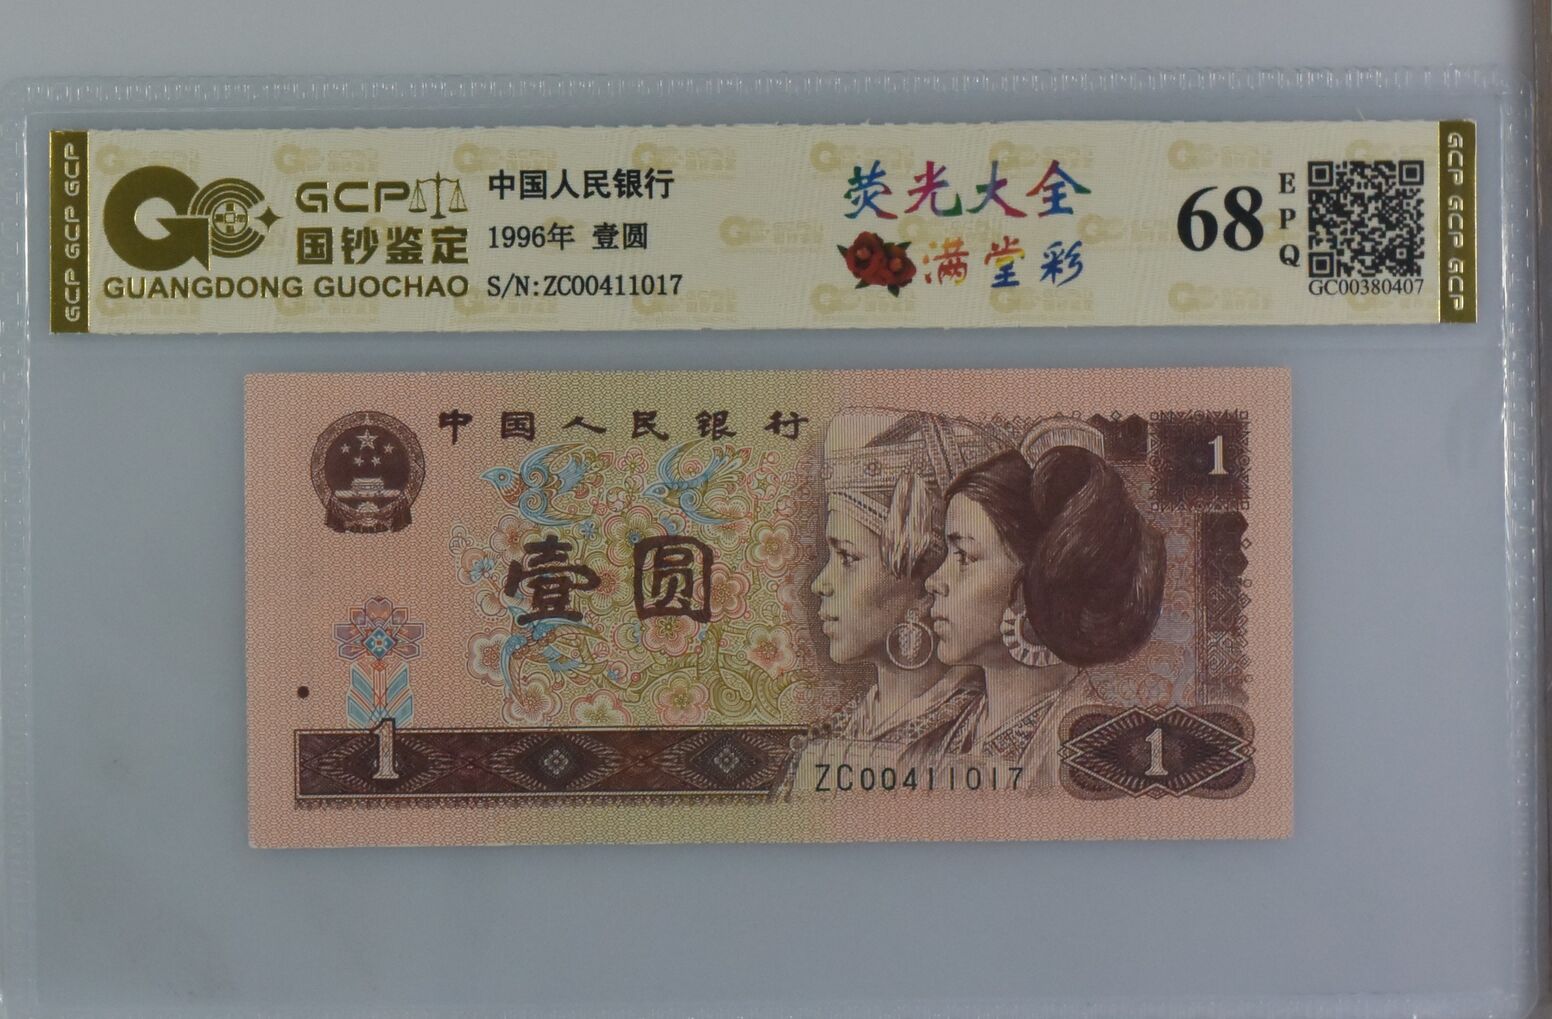 GCP
国钞鉴定
GUANGDONG GUOCHAO
中国人民银行
1996年 壹圆
S/N:ZC00411017
荧光大全
满堂彩
68
EPQ
GC00380407
GCP GCP GCP
GCP GCP GCP
中国人民银行
1
壹圆
1
ZC00411017
1